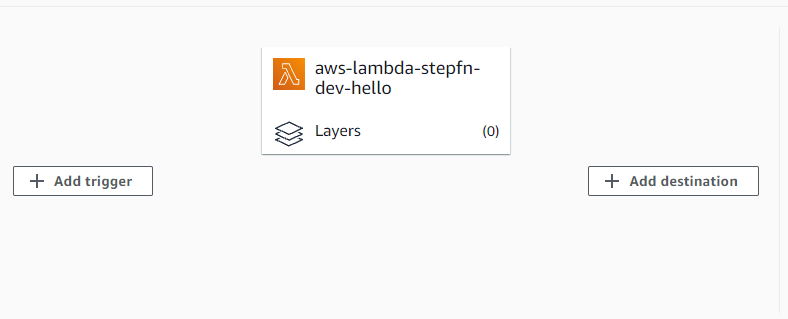 aws-lambda-stepfn-
dev-hello
Layers (0)
Add trigger
Add destination